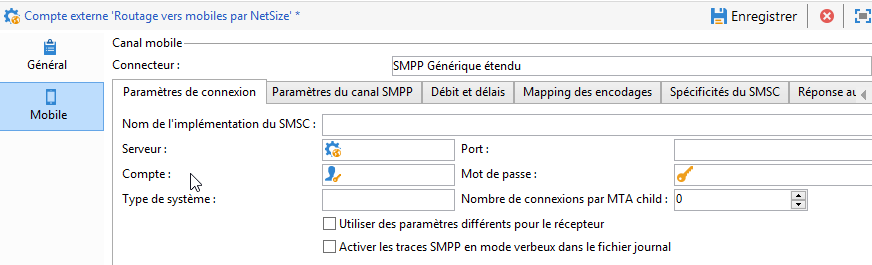 Compte externe 'Routage vers mobiles par NetSize' *
Enregistrer
Général
Mobile
Canal mobile
Connecteur :
SMPP Générique étendu
Paramètres de connexion
Paramètres du canal SMPP
Débit et délais
Mapping des encodages
Spécificités du SMSC
Réponse au
Nom de l'implémentation du SMSC :
Serveur :
Port :
Compte :
Mot de passe :
Type de système :
Nombre de connexions par MTA child :
0
Utiliser des paramètres différents pour le récepteur
Activer les traces SMPP en mode verbeux dans le fichier journal